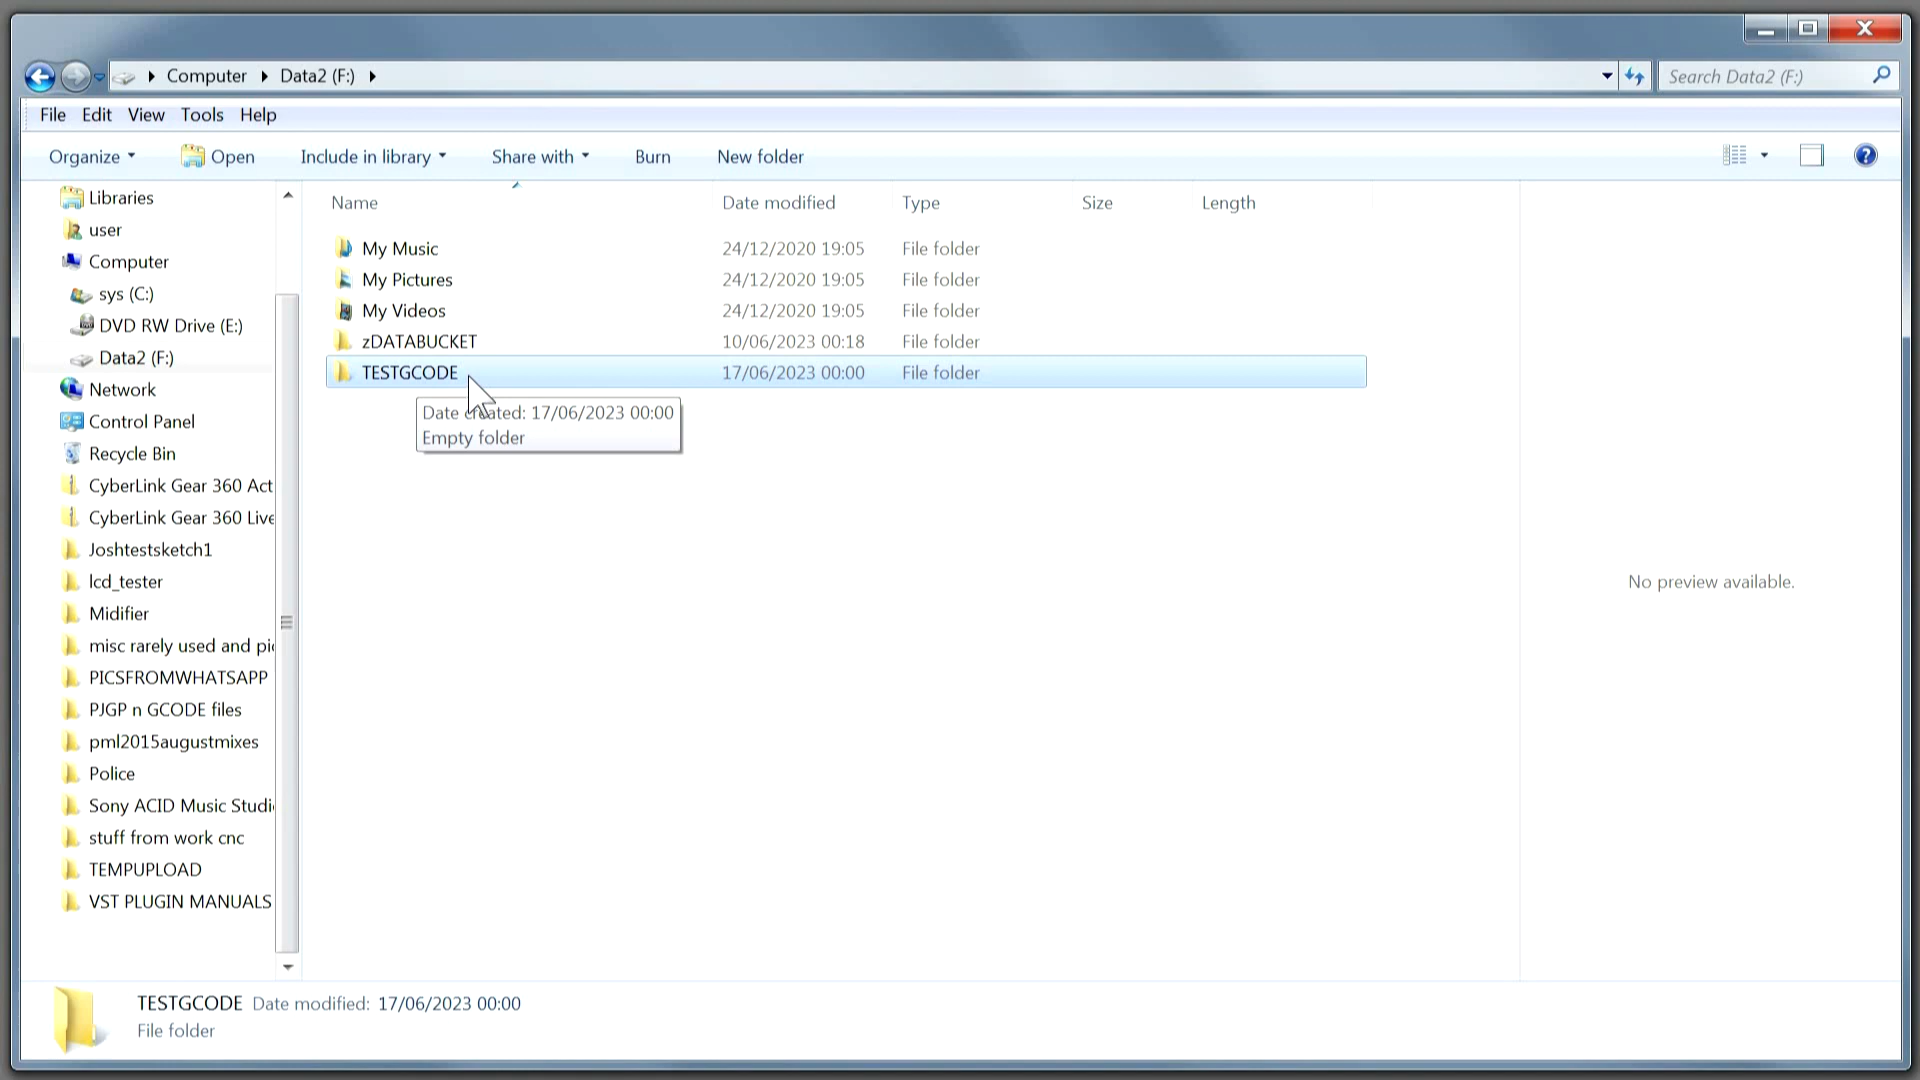 Computer Data2 (F:)
Search Data2 (F:)
File Edit View Tools Help
Organize Open Include in library Share with Burn New folder
Name Date modified Type Size Length
My Music 24/12/2020 19:05 File folder
My Pictures 24/12/2020 19:05 File folder
My Videos 24/12/2020 19:05 File folder
zDATABUCKET 10/06/2023 00:18 File folder
TESTGCODE 17/06/2023 00:00 File folder
Date created: 17/06/2023 00:00
Empty folder
Libraries
user
Computer
sys (C:)
DVD RW Drive (E:)
Data2 (F:)
Network
Control Panel
Recycle Bin
CyberLink Gear 360 Act
CyberLink Gear 360 Live
Joshtestsketch1
lcd_tester
Midifier
misc rarely used and pic
PICSFROMWHATSAPP
PJGP n GCODE files
pml2015augustmixes
Police
Sony ACID Music Studi
stuff from work cnc
TEMPUPLOAD
VST PLUGIN MANUALS
No preview available.
TESTGCODE Date modified: 17/06/2023 00:00
File folder